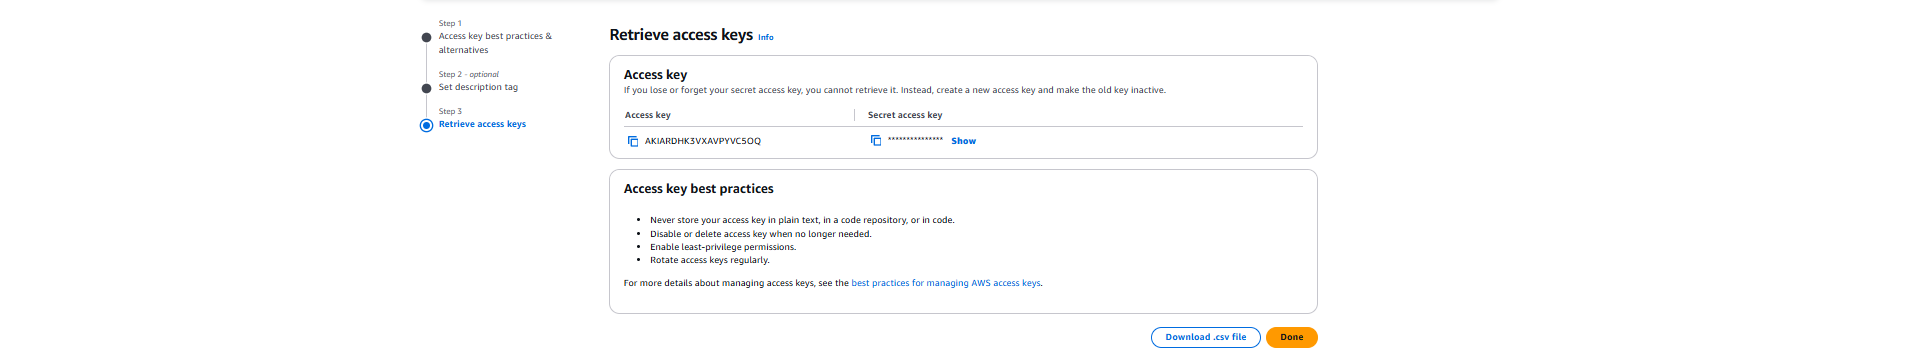 Step 1
Access key best practices &
alternatives
Step 2 - optional
Set description tag
Step 3
Retrieve access keys
Retrieve access keys Info
Access key
If you lose or forget your secret access key, you cannot retrieve it. Instead, create a new access key and make the old key inactive.
Access key Secret access key
AKIARDHK3VXAVPYVC5OQ *************** Show
Access key best practices
• Never store your access key in plain text, in a code repository, or in code.
• Disable or delete access key when no longer needed.
• Enable least-privilege permissions.
• Rotate access keys regularly.
For more details about managing access keys, see the best practices for managing AWS access keys.
Download .csv file Done